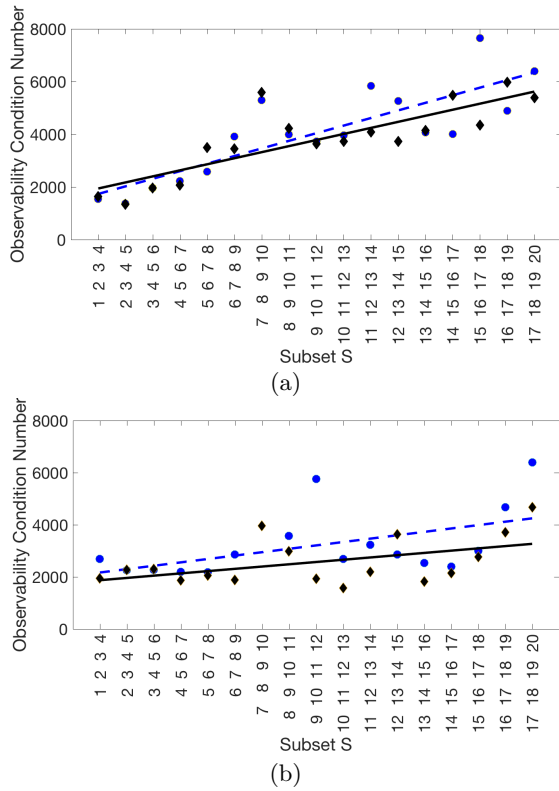 Observability Condition Number
8000
6000
4000
2000
0
1 2 3 4
2 3 4 5
3 4 5 6
4 5 6 7
5 6 7 8
6 7 8 9
7 8 9 10
8 9 10 11
9 10 11 12
10 11 12 13
11 12 13 14
12 13 14 15
13 14 15 16
14 15 16 17
15 16 17 18
16 17 18 19
17 18 19 20
Subset S
(a)
Observability Condition Number
8000
6000
4000
2000
0
1 2 3 4
2 3 4 5
3 4 5 6
4 5 6 7
5 6 7 8
6 7 8 9
7 8 9 10
8 9 10 11
9 10 11 12
10 11 12 13
11 12 13 14
12 13 14 15
13 14 15 16
14 15 16 17
15 16 17 18
16 17 18 19
17 18 19 20
Subset S
(b)